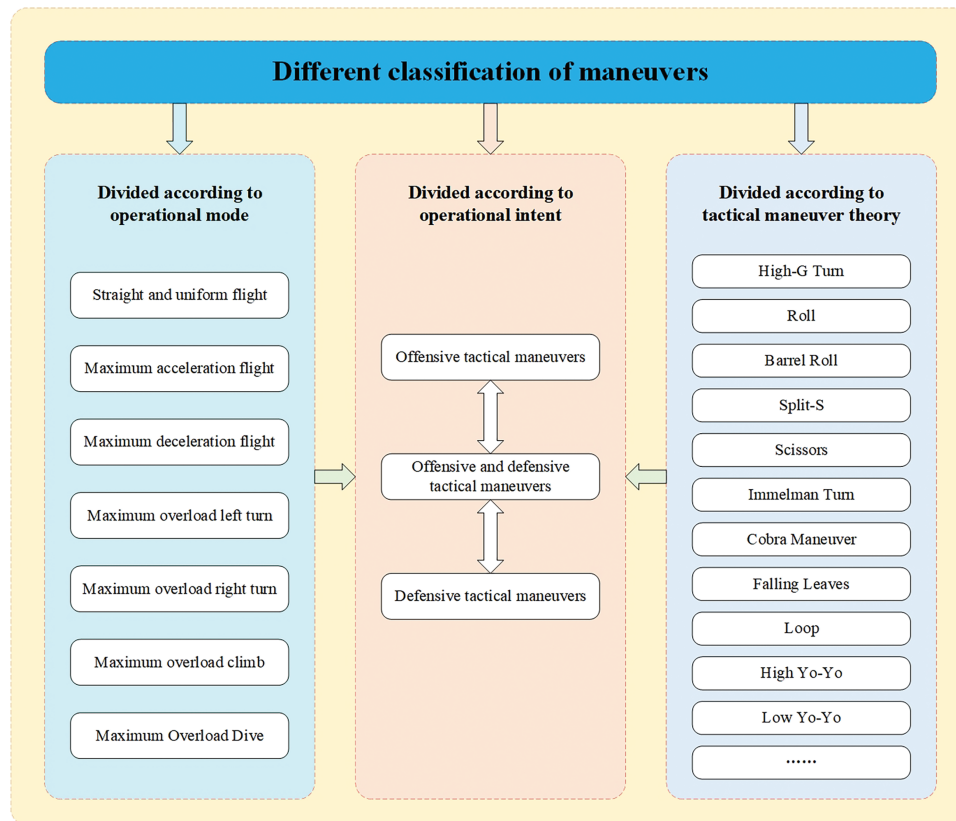 Different classification of maneuvers
Divided according to
operational mode
Straight and uniform flight
Maximum acceleration flight
Maximum deceleration flight
Maximum overload left turn
Maximum overload right turn
Maximum overload climb
Maximum Overload Dive
Divided according to
operational intent
Offensive tactical maneuvers
Offensive and defensive
tactical maneuvers
Defensive tactical maneuvers
Divided according to
tactical maneuver theory
High-G Turn
Roll
Barrel Roll
Split-S
Scissors
Immelman Turn
Cobra Maneuver
Falling Leaves
Loop
High Yo-Yo
Low Yo-Yo
······